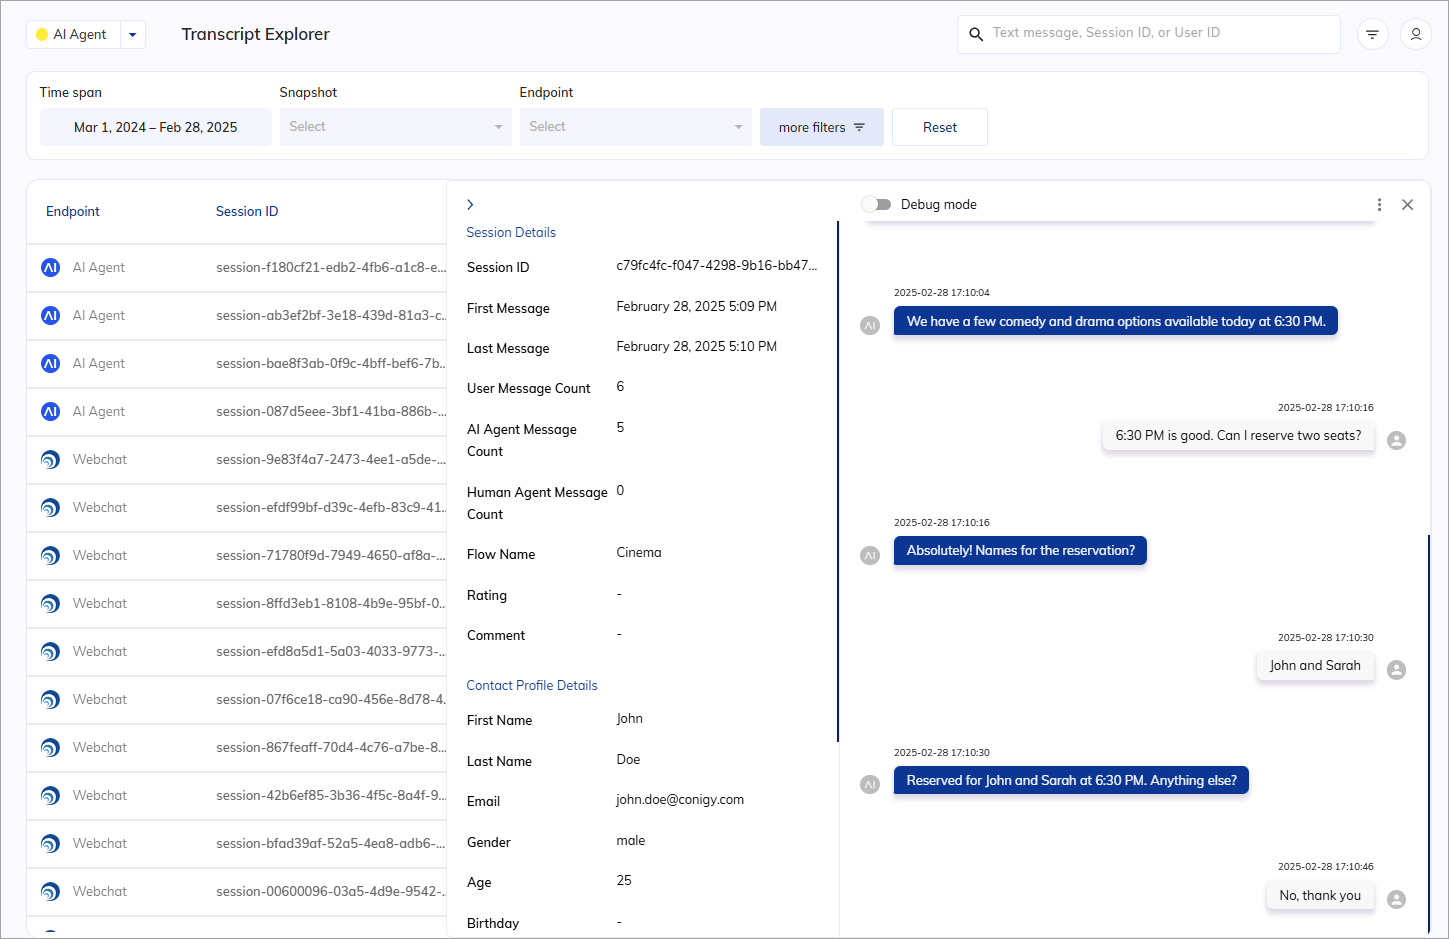 AI Agent
Transcript Explorer
Text message, Session ID, or User ID
Time span
Snapshot
Endpoint
Mar 1, 2024 – Feb 28, 2025
Select
Select
more filters
Reset
Endpoint
Session ID
AI Agent
session-f180cf21-edb2-4fb6-a1c8-e...
AI Agent
session-ab3ef2bf-3e18-439d-81a3-c...
AI Agent
session-bae8f3ab-0f9c-4bff-bef6-7b...
AI Agent
session-087d5eee-3bf1-41ba-886b-...
Webchat
session-9e83f4a7-2473-4ee1-a5de-...
Webchat
session-efdf99bf-d39c-4efb-83c9-41...
Webchat
session-71780f9d-7949-4650-af8a-...
Webchat
session-8ffd3eb1-8108-4b9e-95bf-0...
Webchat
session-efd8a5d1-5a03-4033-9773-...
Webchat
session-07f6ce18-ca90-456e-8d78-4...
Webchat
session-867feaff-70d4-4c76-a7be-8...
Webchat
session-42b6ef85-3b36-4f5c-8a4f-9...
Webchat
session-bfad39af-52a5-4ea8-adb6-...
Webchat
session-00600096-03a5-4d9e-9542-...
Session Details
Session ID
c79fc4fc-f047-4298-9b16-bb47...
First Message
February 28, 2025 5:09 PM
Last Message
February 28, 2025 5:10 PM
User Message Count
6
AI Agent Message
Count
5
Human Agent Message
Count
0
Flow Name
Cinema
Rating
-
Comment
-
Contact Profile Details
First Name
John
Last Name
Doe
Email
john.doe@conigy.com
Gender
male
Age
25
Birthday
-
Debug mode
2025-02-28 17:10:04
We have a few comedy and drama options available today at 6:30 PM.
2025-02-28 17:10:16
6:30 PM is good. Can I reserve two seats?
2025-02-28 17:10:16
Absolutely! Names for the reservation?
2025-02-28 17:10:30
John and Sarah
2025-02-28 17:10:30
Reserved for John and Sarah at 6:30 PM. Anything else?
2025-02-28 17:10:46
No, thank you